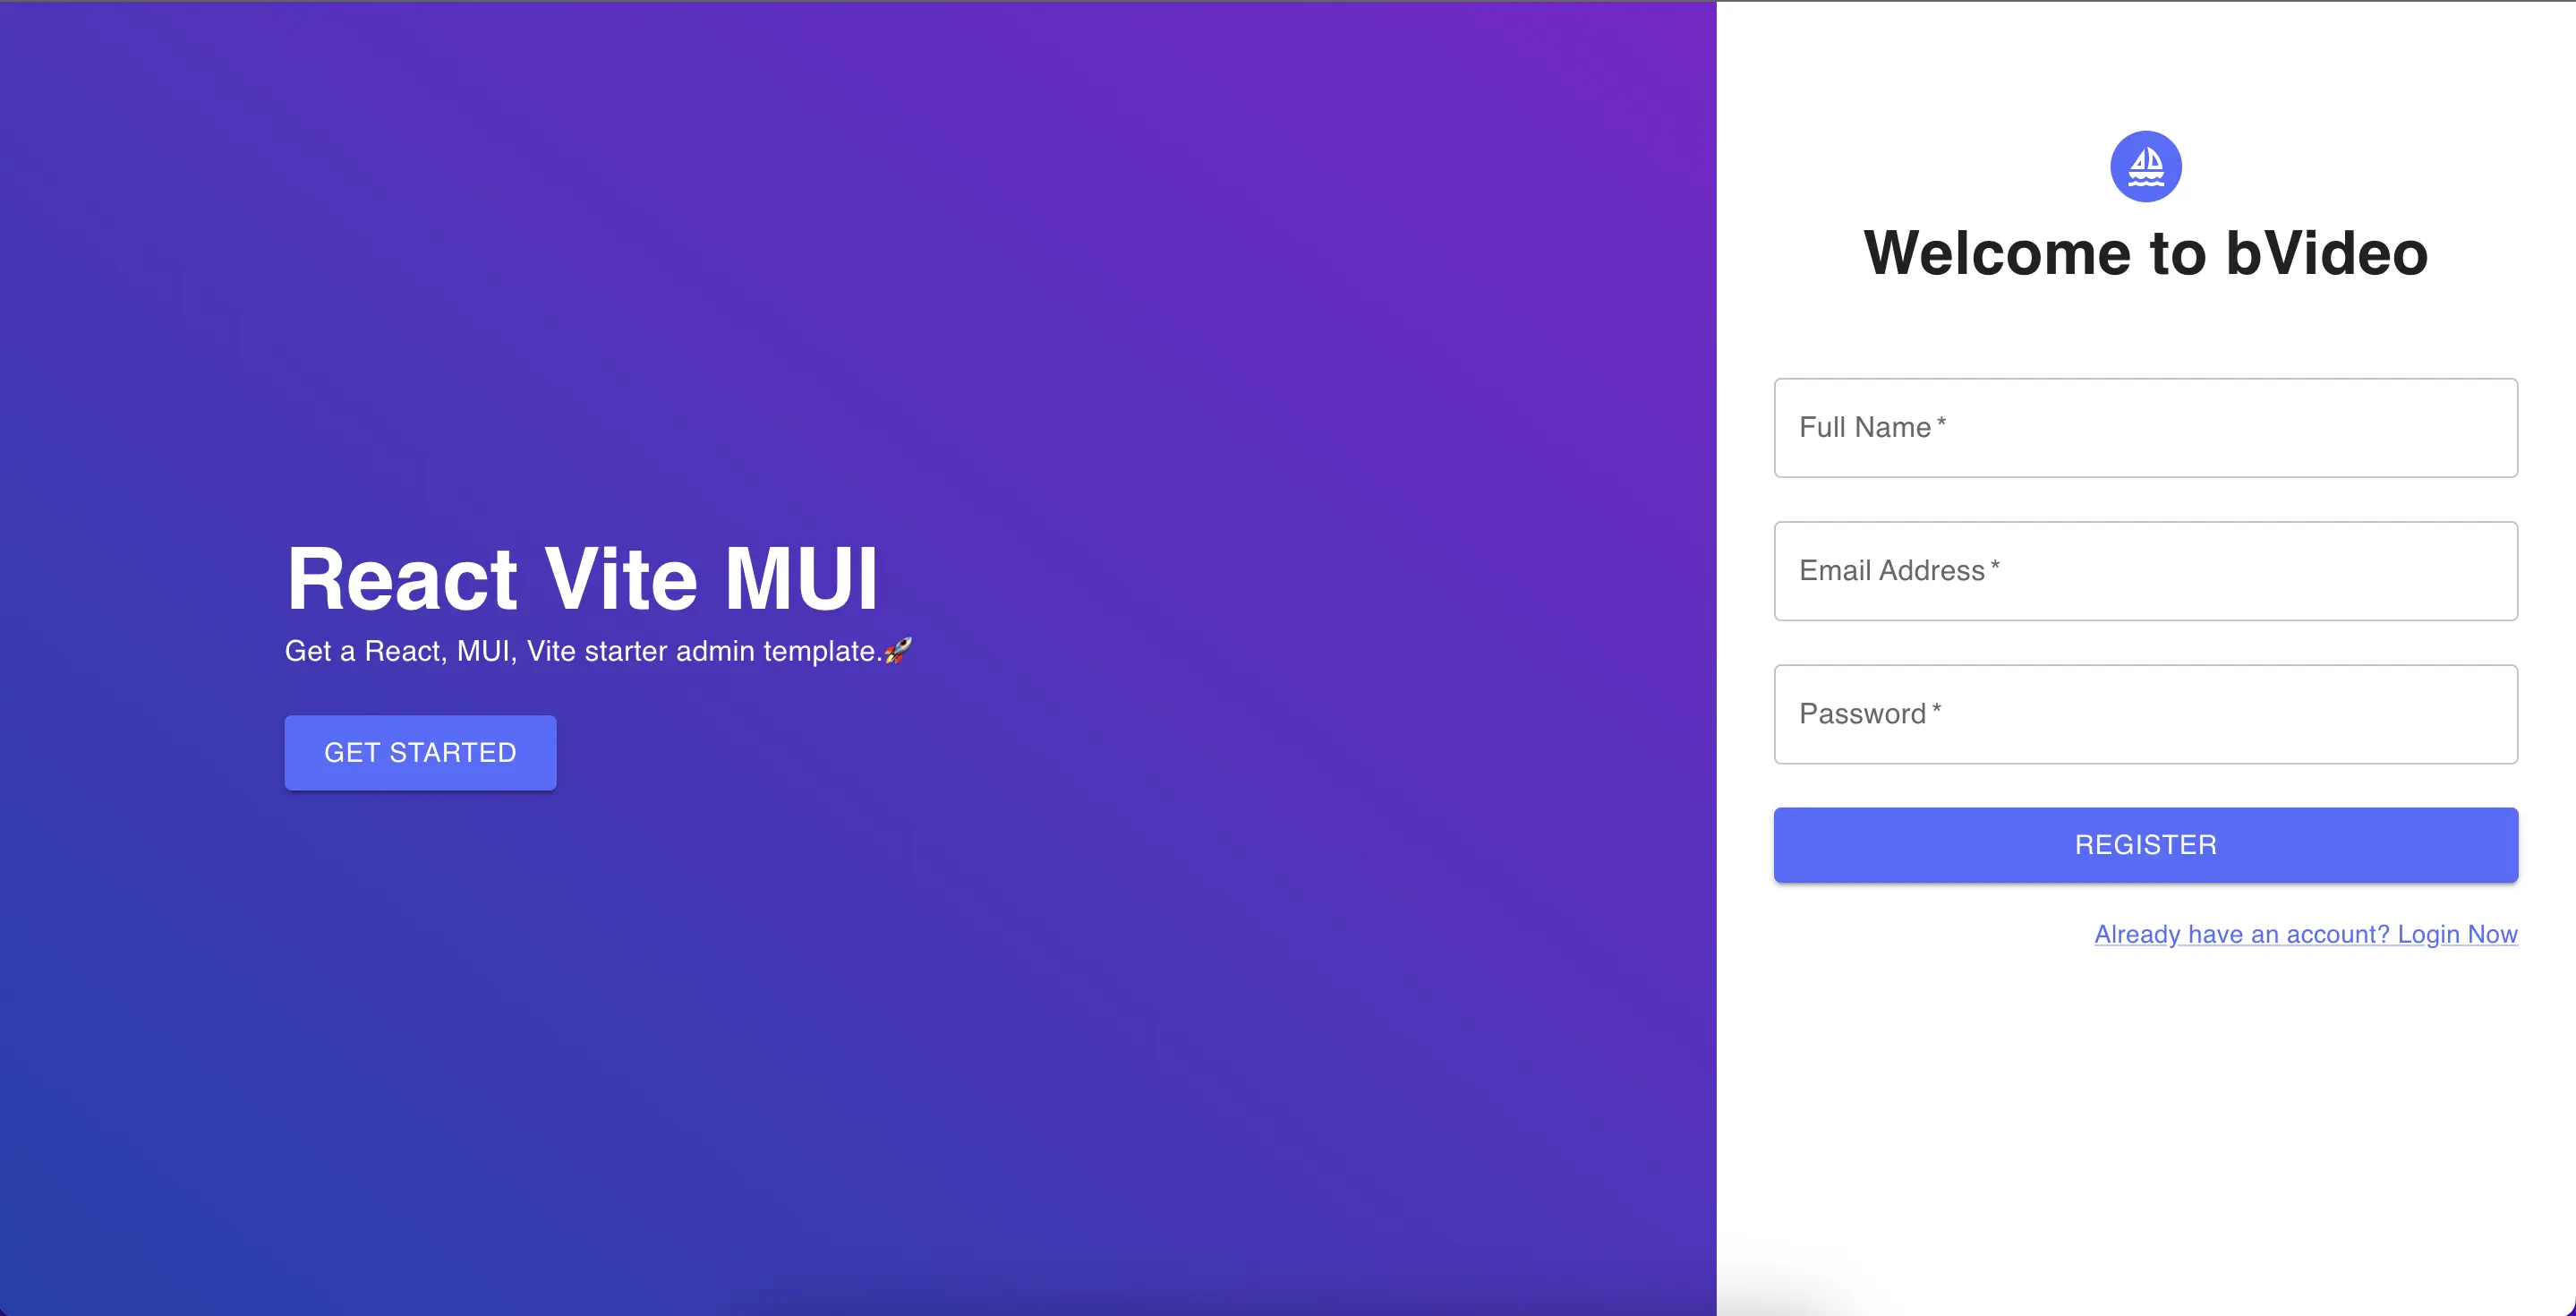 React Vite MUI
Get a React, MUI, Vite starter admin template.🚀
GET STARTED
Welcome to bVideo
Full Name *
Email Address *
Password *
REGISTER
Already have an account? Login Now